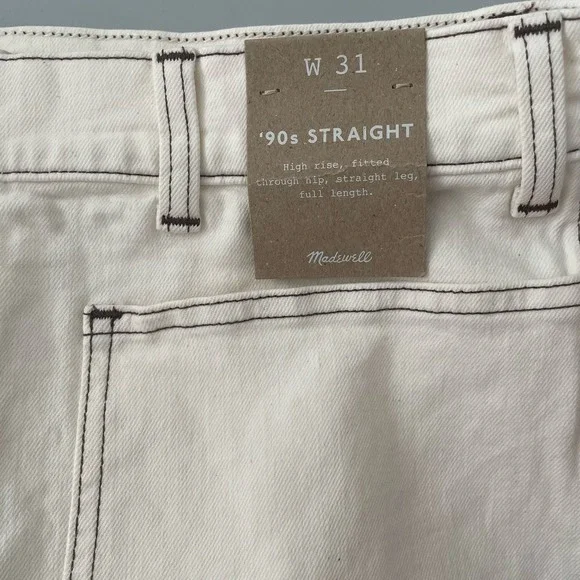 W 31
'90s STRAIGHT
High rise, fitted
through hip, straight leg,
full length.
Madewell